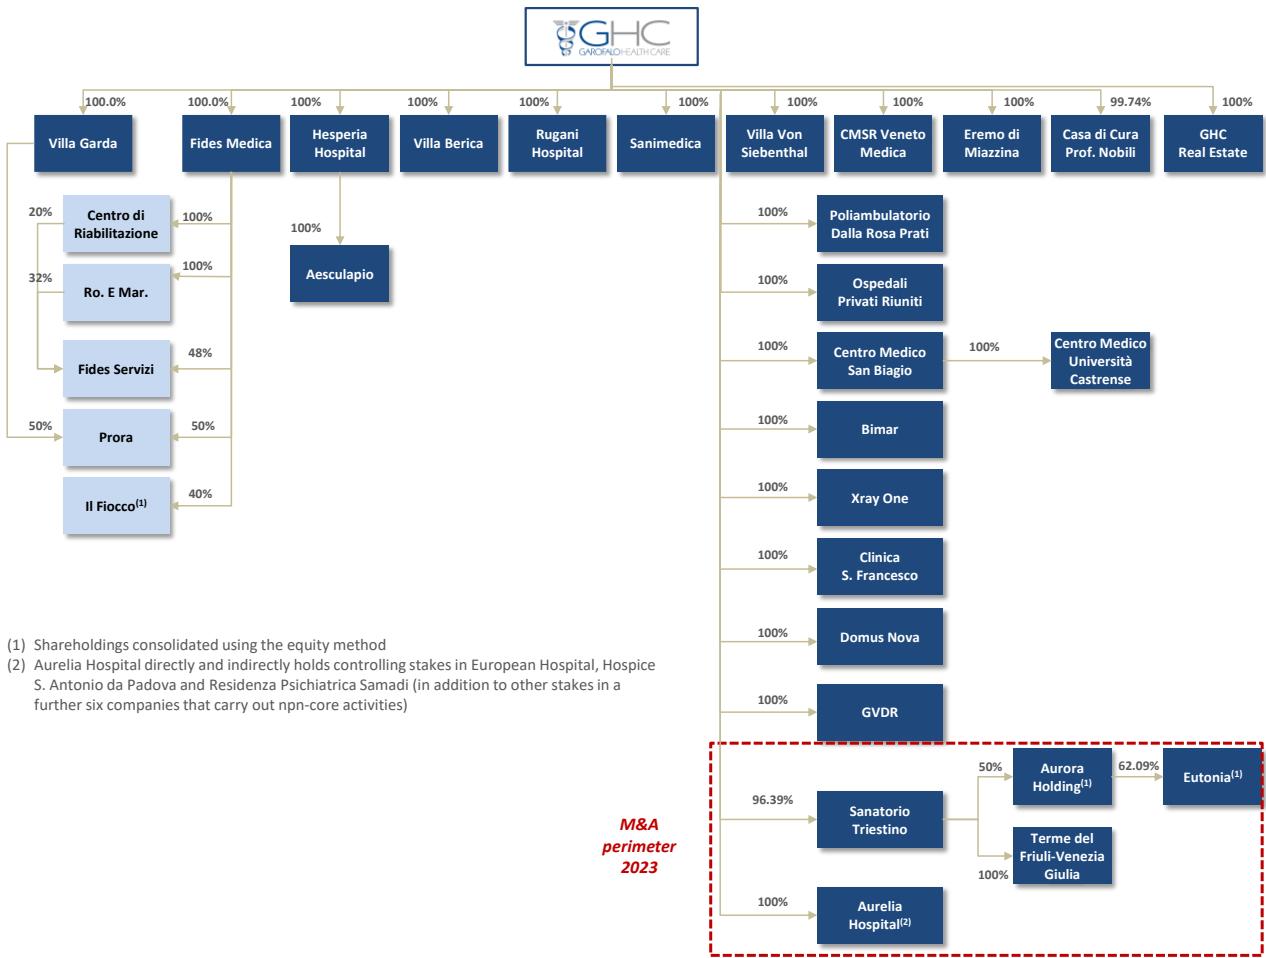 GHC
GAROFALO HEALTH CARE
100.0%
100.0%
100%
100%
100%
100%
100%
100%
100%
99.74%
100%
Villa Garda
Fides Medica
Hesperia
Hospital
Villa Berica
Rugani
Hospital
Sanimedica
Villa Von
Siebenthal
CMSR Veneto
Medica
Eremo di
Miazzina
Casa di Cura
Prof. Nobili
GHC
Real Estate
20%
Centro di
Riabilitazione
100%
32%
Ro. E Mar.
100%
Fides Servizi
48%
50%
Prora
50%
Il Fiocco(1)
40%
100%
Aesculapio
100%
Poliambulatorio
Dalla Rosa Prati
100%
Ospedali
Privati Riuniti
100%
Centro Medico
San Biagio
100%
Centro Medico
Università
Castrense
100%
Bimar
100%
Xray One
100%
Clinica
S. Francesco
100%
Domus Nova
100%
GVDR
(1) Shareholdings consolidated using the equity method
(2) Aurelia Hospital directly and indirectly holds controlling stakes in European Hospital, Hospice
S. Antonio da Padova and Residenza Psichiatrica Samadi (in addition to other stakes in a
further six companies that carry out npn-core activities)
M&A
perimeter
2023
96.39%
Sanatorio
Triestino
50%
Aurora
Holding(1)
62.09%
Eutonia(1)
100%
Terme del
Friuli-Venezia
Giulia
100%
Aurelia
Hospital(2)